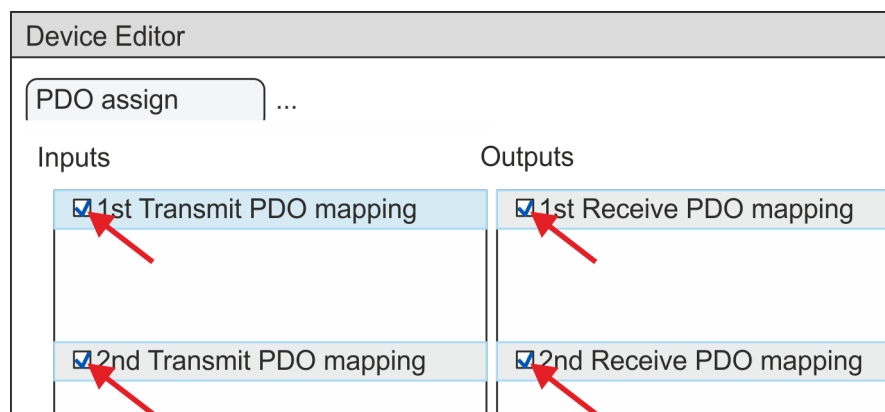 Device Editor
PDO assign ...
Inputs
Outputs
1st Transmit PDO mapping
1st Receive PDO mapping
2nd Transmit PDO mapping
2nd Receive PDO mapping